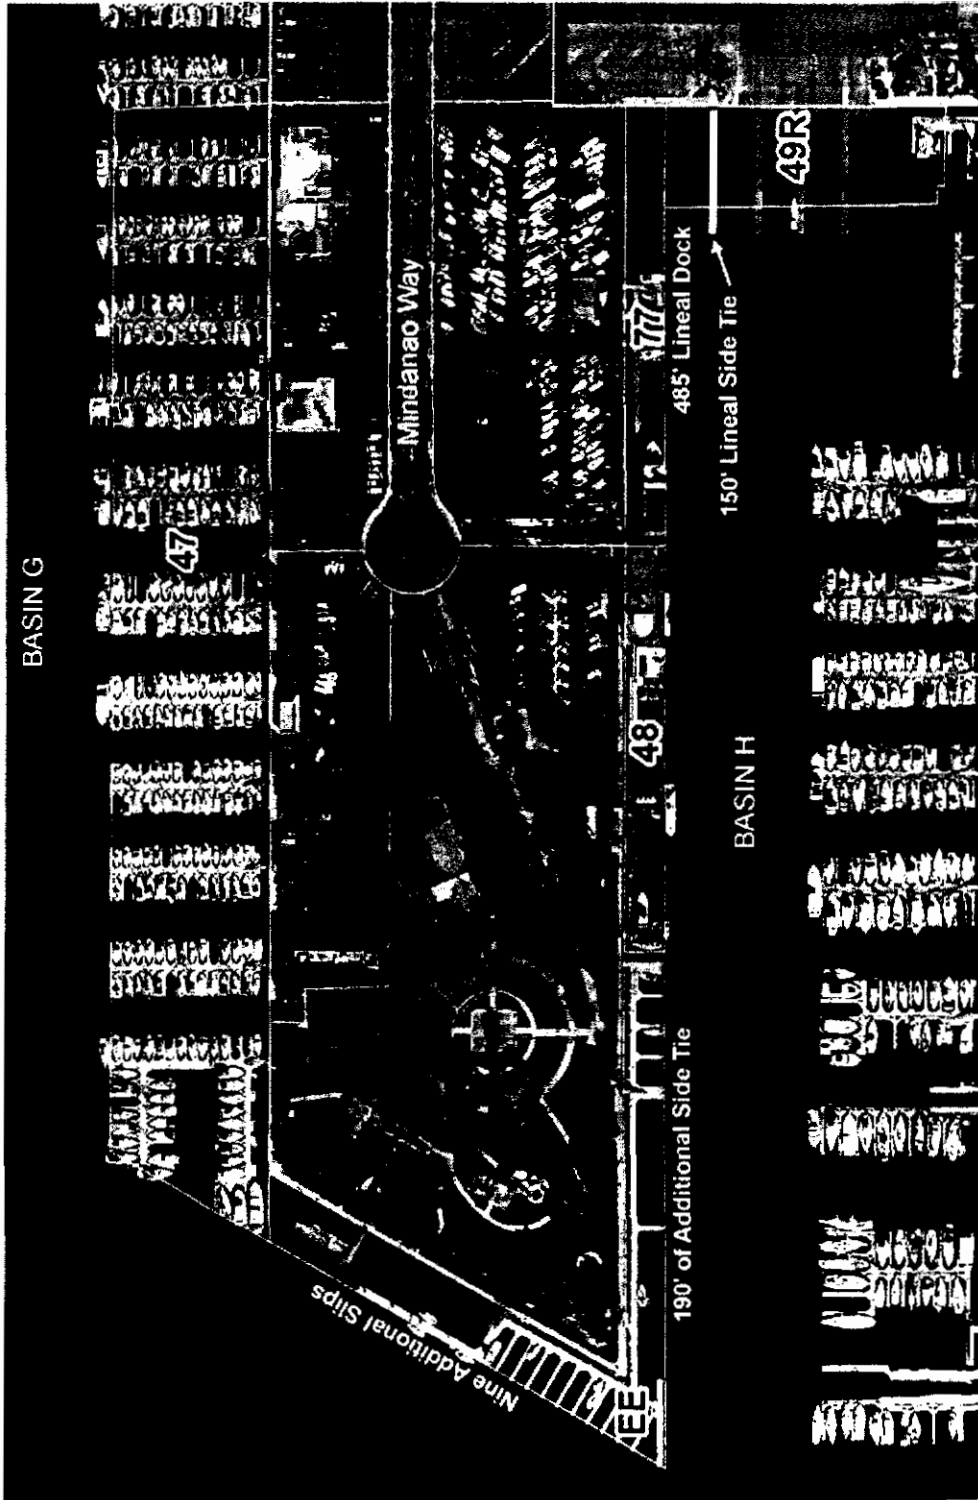 BASIN G
47
Mindanao Way
77
485' Lineal Dock
150' Lineal Side Tie
49R
48
BASIN H
190' of Additional Side Tie
Nine Additional Slips
EE